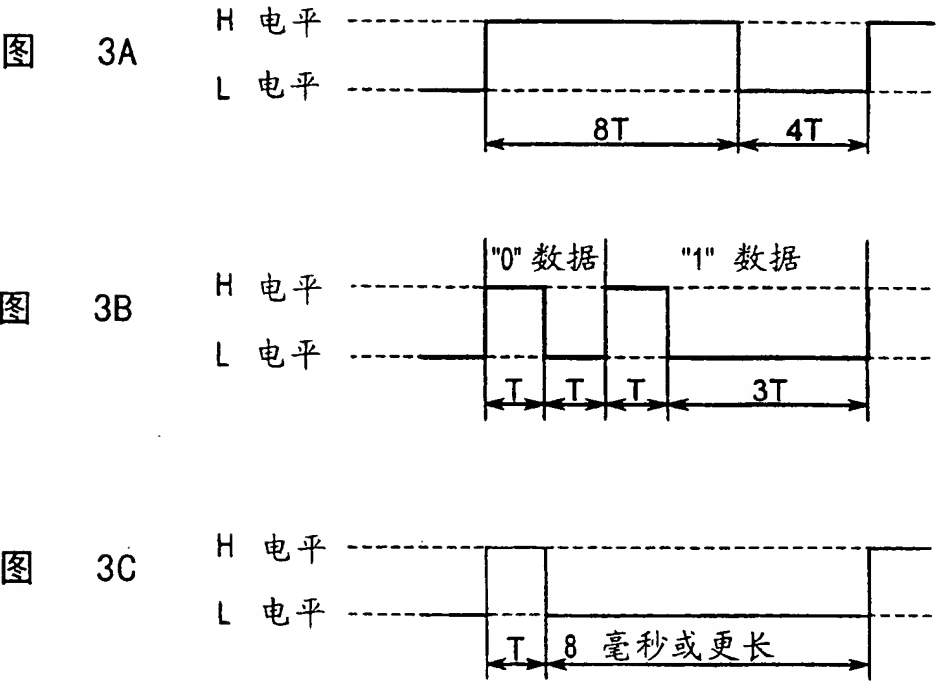 H 电平
图 3A
L 电平
8T 4T
"0" 数据 "1" 数据
H 电平
图 3B
L 电平
T T T 3T
H 电平
图 3C
L 电平
T 8 毫秒或更长